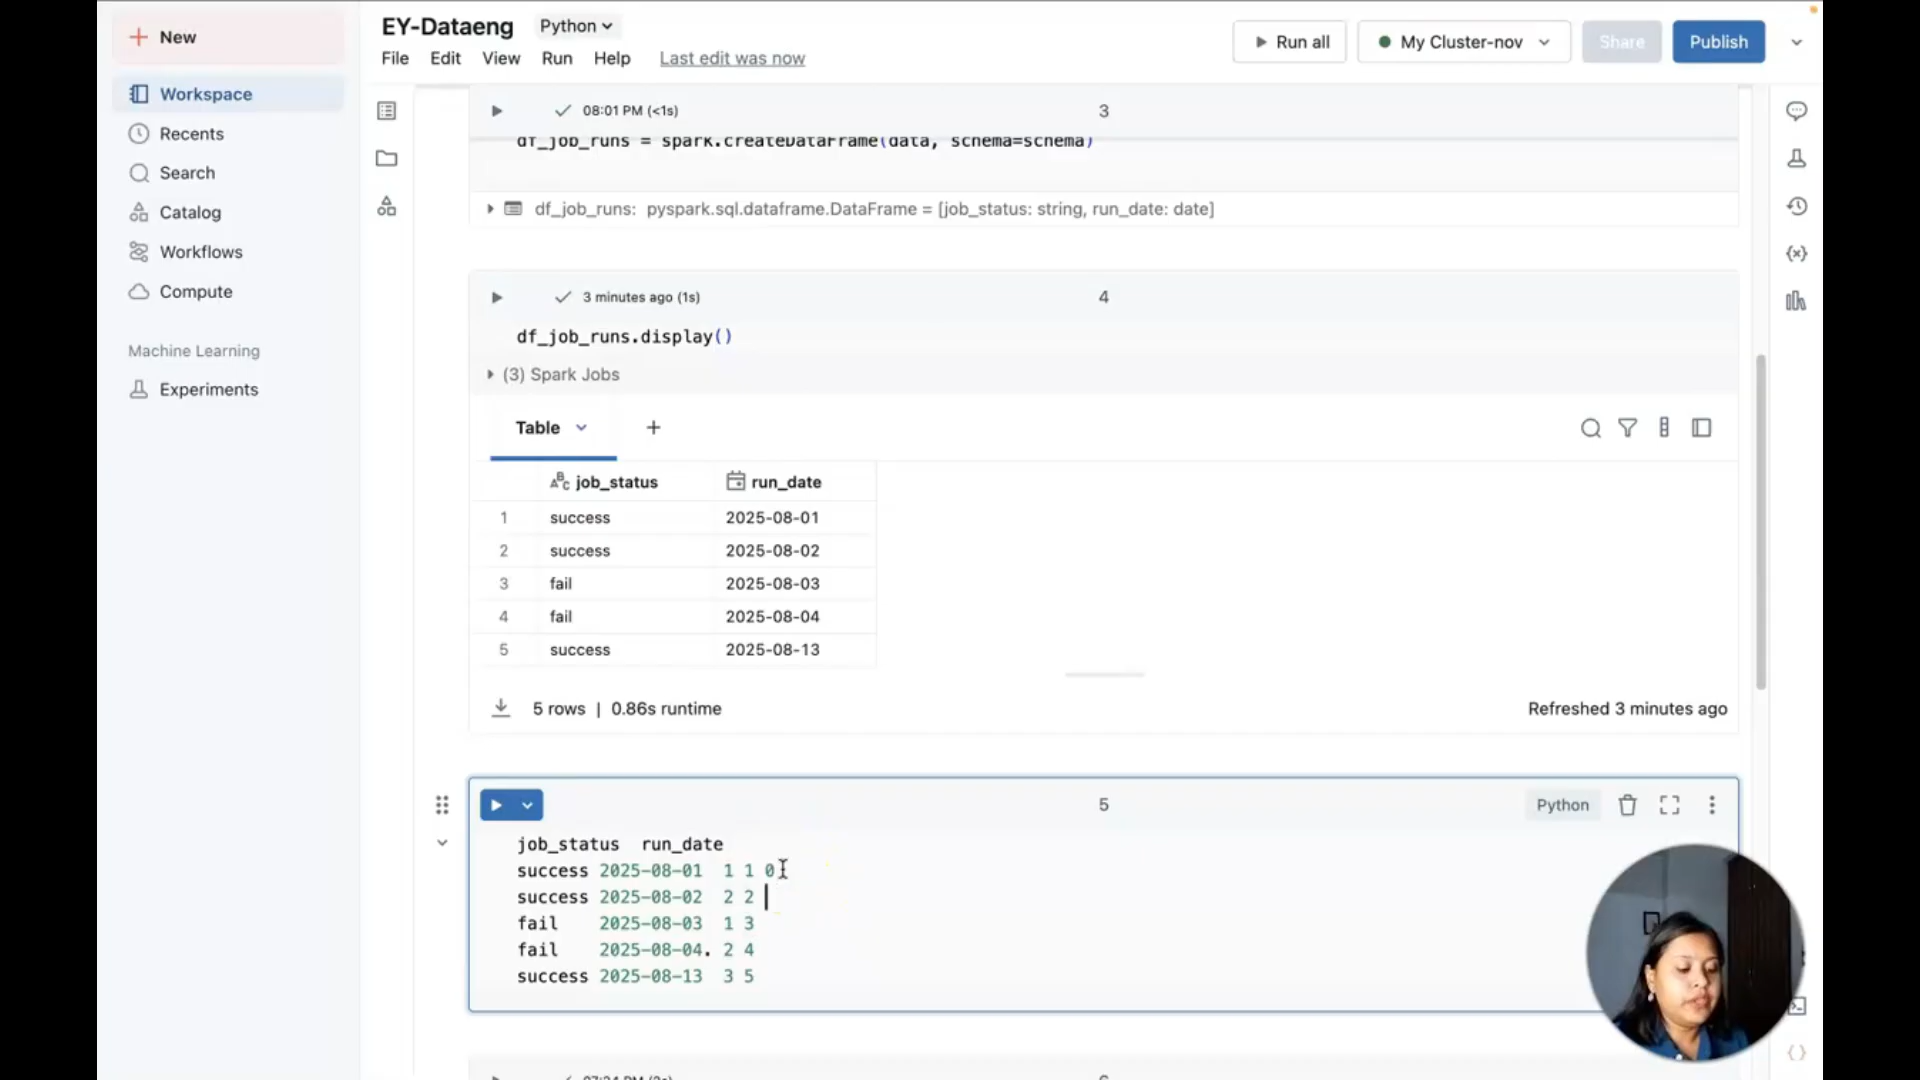 New
Workspace
Recents
Search
Catalog
Workflows
Compute
Machine Learning
Experiments
EY-Dataeng Python
File Edit View Run Help Last edit was now
Run all My Cluster-nov Share Publish
08:01 PM (<1s) 3
df_job_runs = spark.createDataFrame(data, schema=schema)
df_job_runs: pyspark.sql.dataframe.DataFrame = [job_status: string, run_date: date]
3 minutes ago (1s) 4
df_job_runs.display()
(3) Spark Jobs
Table +
job_status run_date
1 success 2025-08-01
2 success 2025-08-02
3 fail 2025-08-03
4 fail 2025-08-04
5 success 2025-08-13
5 rows | 0.86s runtime Refreshed 3 minutes ago
5 Python
job_status run_date
success 2025-08-01 1 1 0
success 2025-08-02 2 2
fail 2025-08-03 1 3
fail 2025-08-04. 2 4
success 2025-08-13 3 5